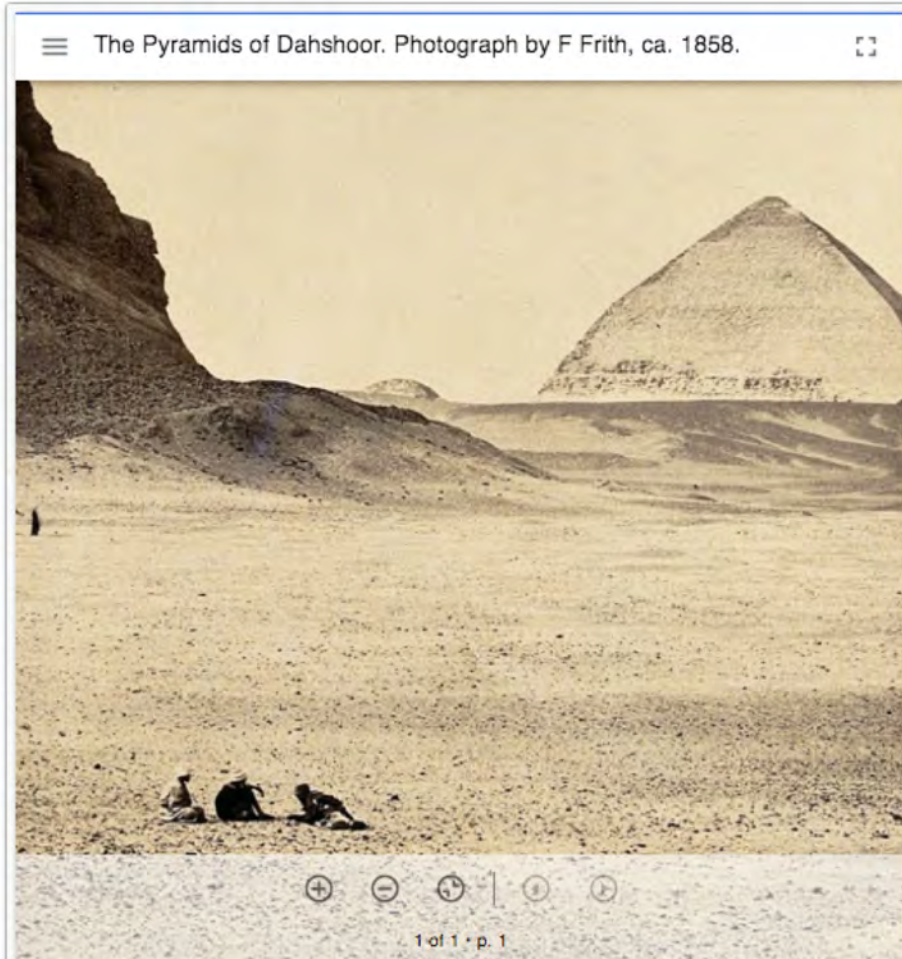 The Pyramids of Dahshoor. Photograph by F Frith, ca. 1858.
1 of 1 • p. 1